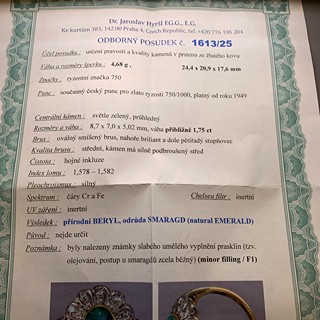 Dr. Jaroslav Hyršl EG.G., E.G.
Ke kurtům 383, 142 00 Praha 4, Czech Republic, tel. +420 776 136 204
ODBORNÝ POSUDEK č. 1613/25
Účel posudku : určení pravosti a kvality kamenů v prstenu ze žlutého kovu
Váha a rozměry šperku : 4,68 g , 24,4 x 20,9 x 17,6 mm
Značky : ryzostní značka 750
Punc : současný český punc pro zlato ryzosti 750/1000, platný od roku 1949
Centrální kámen : světle zelený, průhledný
Rozměry a váha : 8,7 x 7,0 x 5,02 mm, váha přibližně 1,75 ct
Brus : oválný smíšený brus, nahoře briliant a dole pětiřadý stupňovec
Kvalita brusu : střední, kámen má silně podbroušený střed
Čistota : hojné inkluze
Index lomu : 1,578 – 1,582
Pleochroismus : silný
Spektrum : čáry Cr a Fe Chelsea filtr : inertní
UV záření : inertní
Výsledek : přírodní BERYL, odrůda SMARAGD (natural EMERALD)
Původ : nejde určit
Poznámka : byly nalezeny známky slabého umělého vyplnění prasklin (tzv.
olejování, postup u smaragdů zcela běžný) (minor filling / F1)